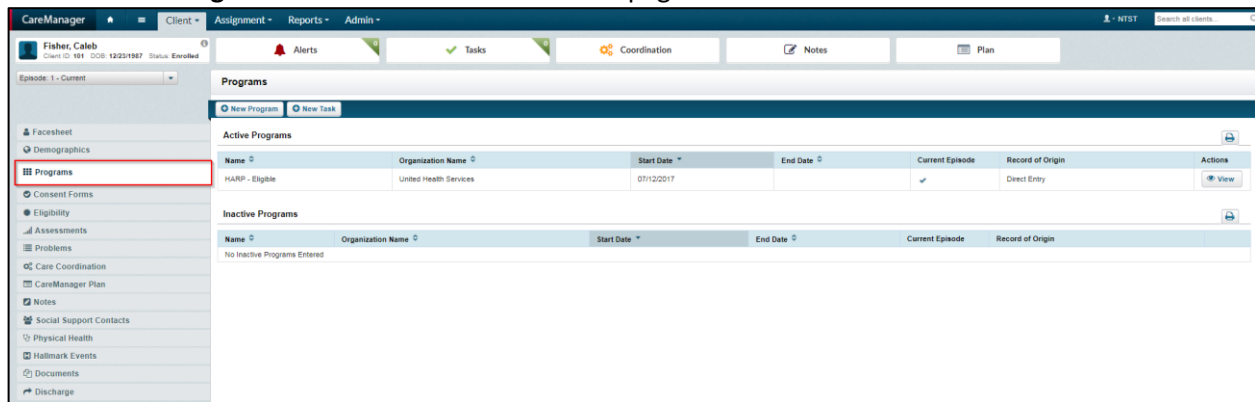 CareManager Client Assignment Reports Admin - NTST Search all clients...
Fisher, Caleb
Client ID: 101 DOB: 12/23/1987 Status: Enrolled
Alerts 0 Tasks 0 Coordination Notes Plan
Episode: 1 - Current
Programs
New Program New Task
Facesheet
Demographics
Programs
Consent Forms
Eligibility
Assessments
Problems
Care Coordination
CareManager Plan
Notes
Social Support Contacts
Physical Health
Hallmark Events
Documents
Discharge
Active Programs
Name Organization Name Start Date End Date Current Episode Record of Origin Actions
HARP - Eligible United Health Services 07/12/2017 Direct Entry View
Inactive Programs
Name Organization Name Start Date End Date Current Episode Record of Origin
No Inactive Programs Entered